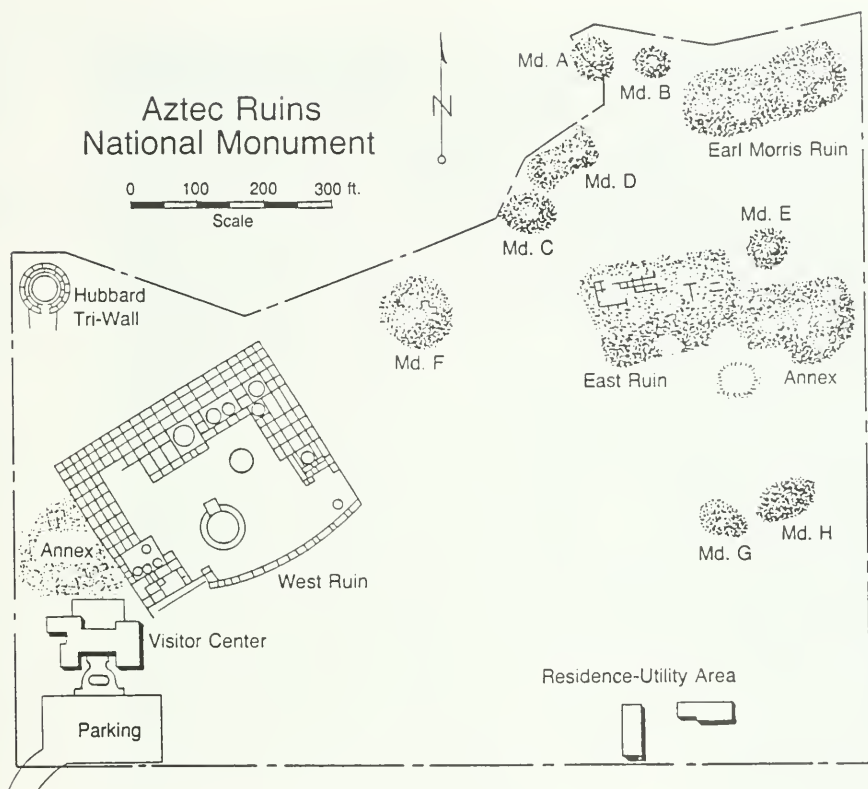 Aztec Ruins
National Monument
0 100 200 300 ft.
Scale
N
Md. A
Md. B
Earl Morris Ruin
Md. D
Md. C
Md. E
Hubbard
Tri-Wall
Md. F
East Ruin
Annex
Annex
West Ruin
Md. G
Md. H
Visitor Center
Residence-Utility Area
Parking